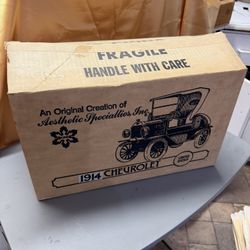 FRAGILE
HANDLE WITH CARE
An Original Creation of
Aesthetic Specialties, Inc.
1914 CHEVROLET